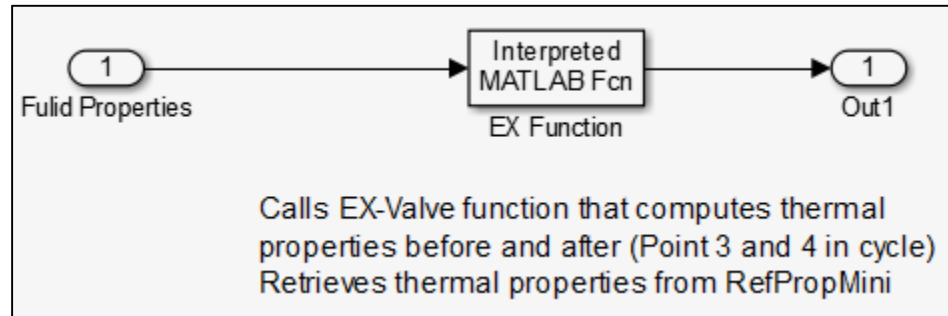 1
Interpreted
MATLAB Fcn
1
Fulid Properties
EX Function
Out1
Calls EX-Valve function that computes thermal
properties before and after (Point 3 and 4 in cycle)
Retrieves thermal properties from RefPropMini